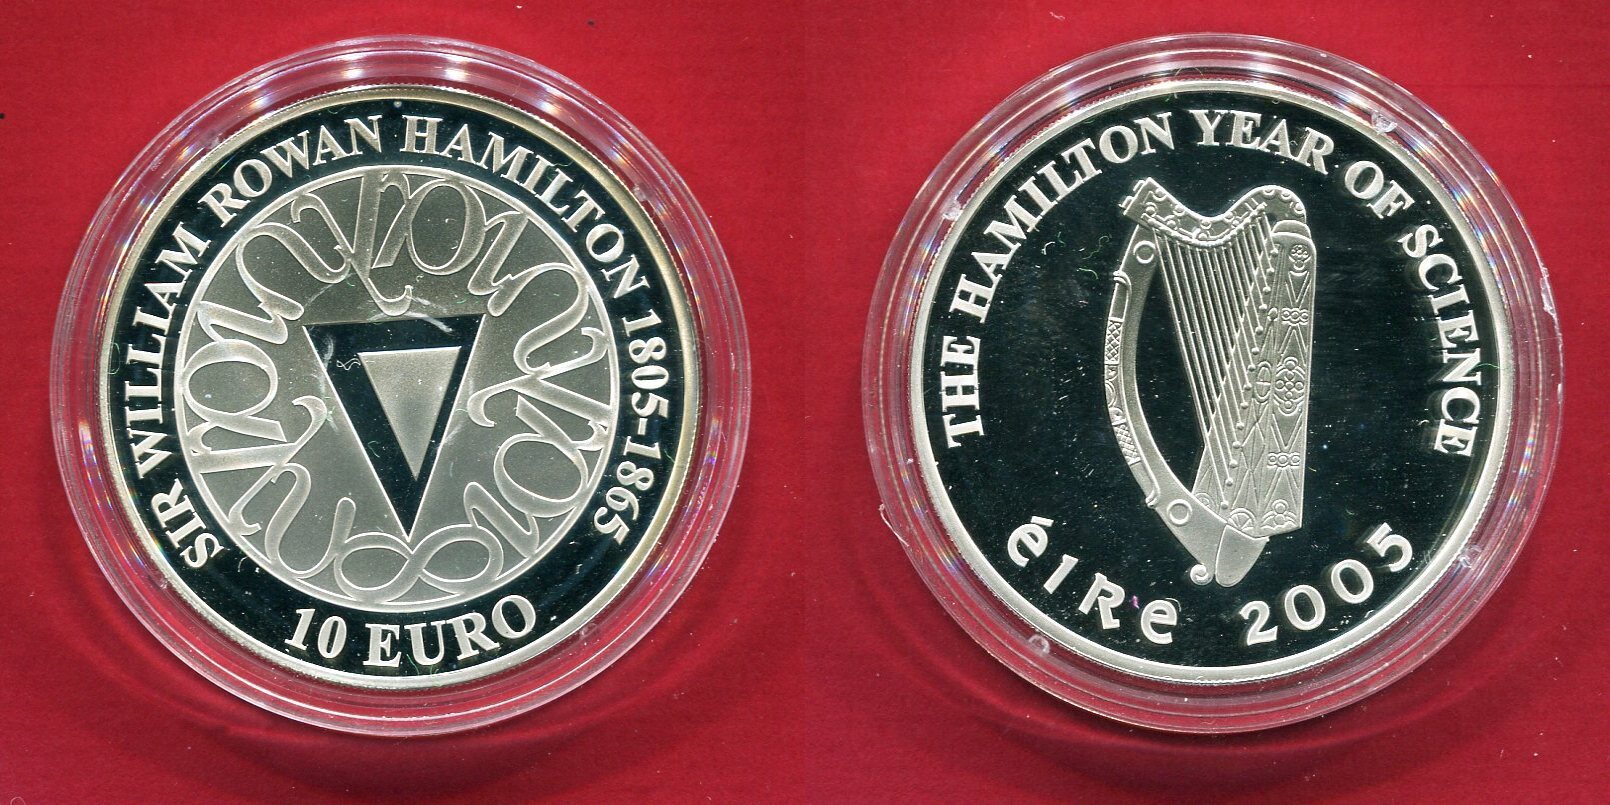 SIR WILLIAM ROWAN HAMILTON 1805-1865
10 EURO
THE HAMILTON YEAR OF SCIENCE
éire 2005